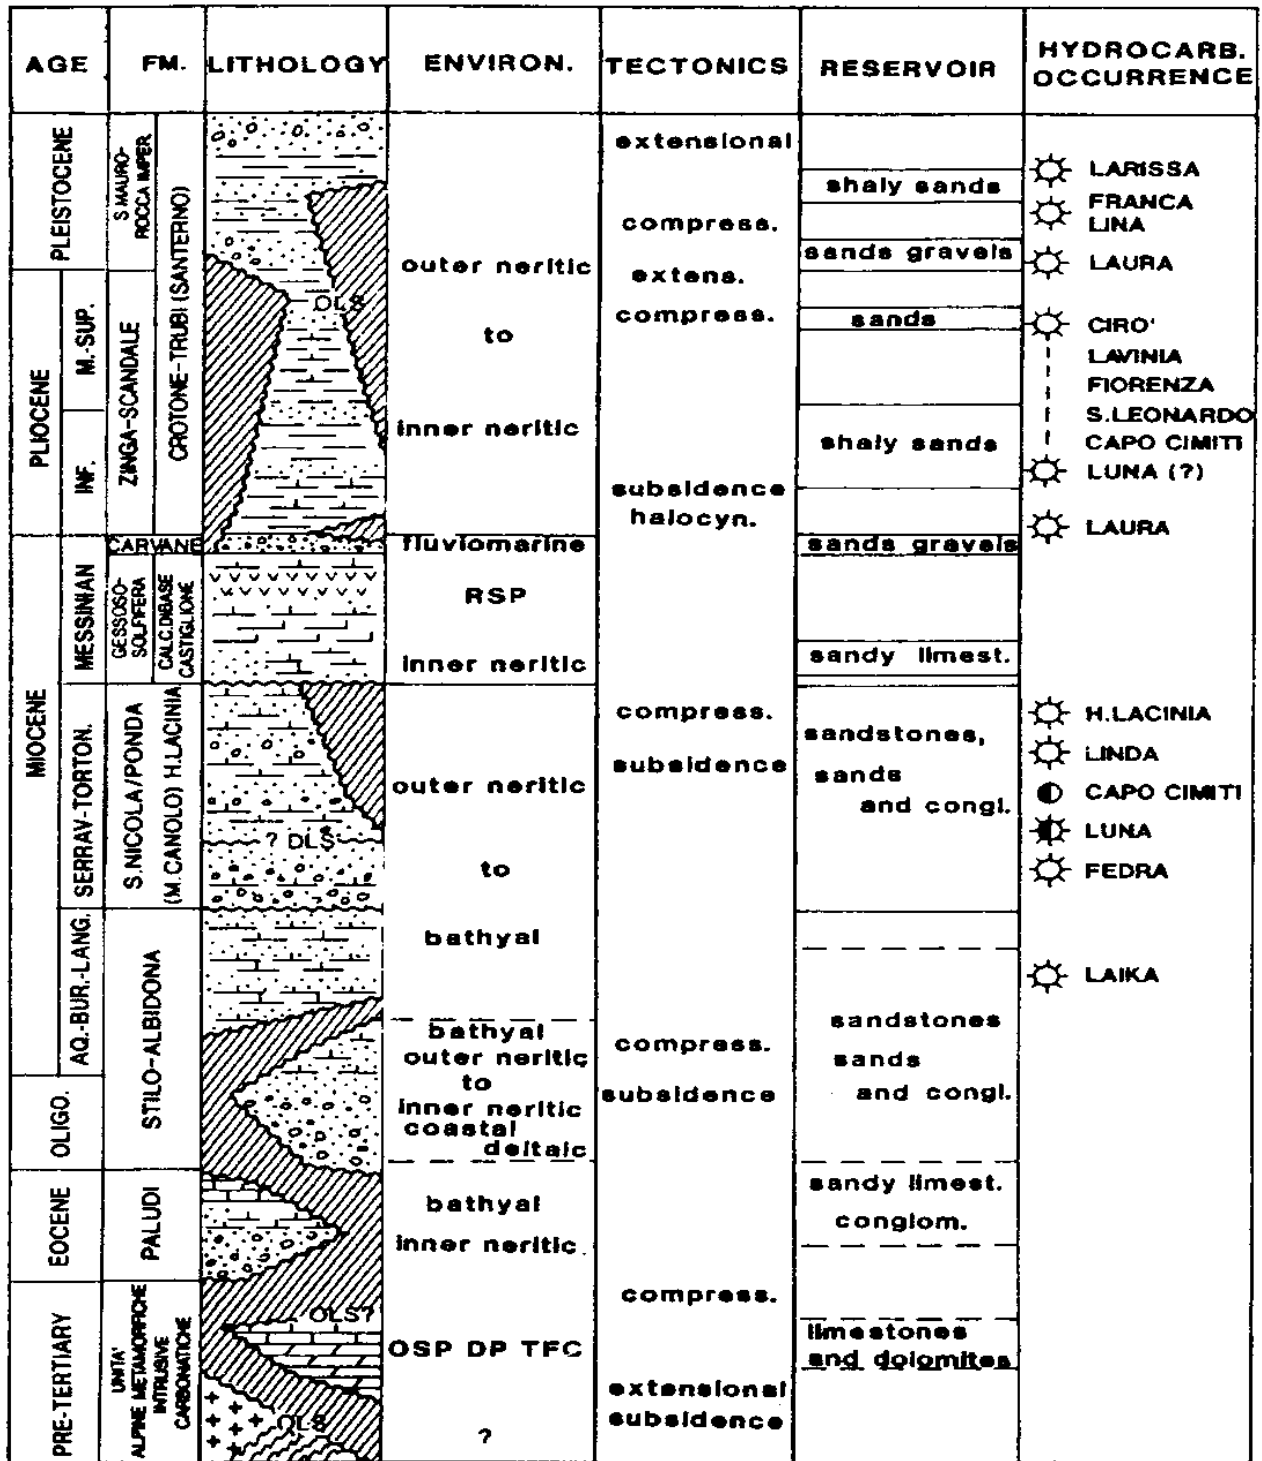 AGE
FM.
LITHOLOGY
ENVIRON.
TECTONICS
RESERVOIR
HYDROCARB.
OCCURRENCE
PLEISTOCENE
PLIOCENE
M.-SUP.
INF.
MIOCENE
MESSINIAN
SERRAV-TORTON.
AQ.-BUR.-LANG.
OLIGO.
EOCENE
PRE-TERTIARY
S MAURO-
ROCCA IMPER
ZINGA-SCANDALE
CROTONE-TRUBI (SANTERNO)
CARVANE
GESSOSO-
SOLFIFERA
CALC.DIBASE
CASTIGLIONE
S.NICOLA/PONDA
(M.CANOLO) H.LACINIA
STILO-ALBIDONA
PALUDI
UNITA'
ALPINE METAMORFICHE
INTRUSIVE
CARBONATICHE
OLS
? DLS
OLS?
OLS
outer neritic
to
inner neritic
fluviomarine
RSP
inner neritic
outer neritic
to
bathyal
bathyal
outer neritic
to
inner neritic
coastal
deltaic
bathyal
inner neritic
OSP DP TFC
?
extensional
compress.
extens.
compress.
subsidence
halocyn.
compress.
subsidence
compress.
subsidence
compress.
extensional
subsidence
shaly sands
sands gravels
sands
shaly sands
sands gravels
sandy limest.
sandstones,
sands
and congl.
sandstones
sands
and congl.
sandy limest.
conglom.
limestones
and dolomites
LARISSA
FRANCA
LINA
LAURA
CIRO'
LAVINIA
FIORENZA
S.LEONARDO
CAPO CIMITI
LUNA (?)
LAURA
H.LACINIA
LINDA
CAPO CIMITI
LUNA
FEDRA
LAIKA